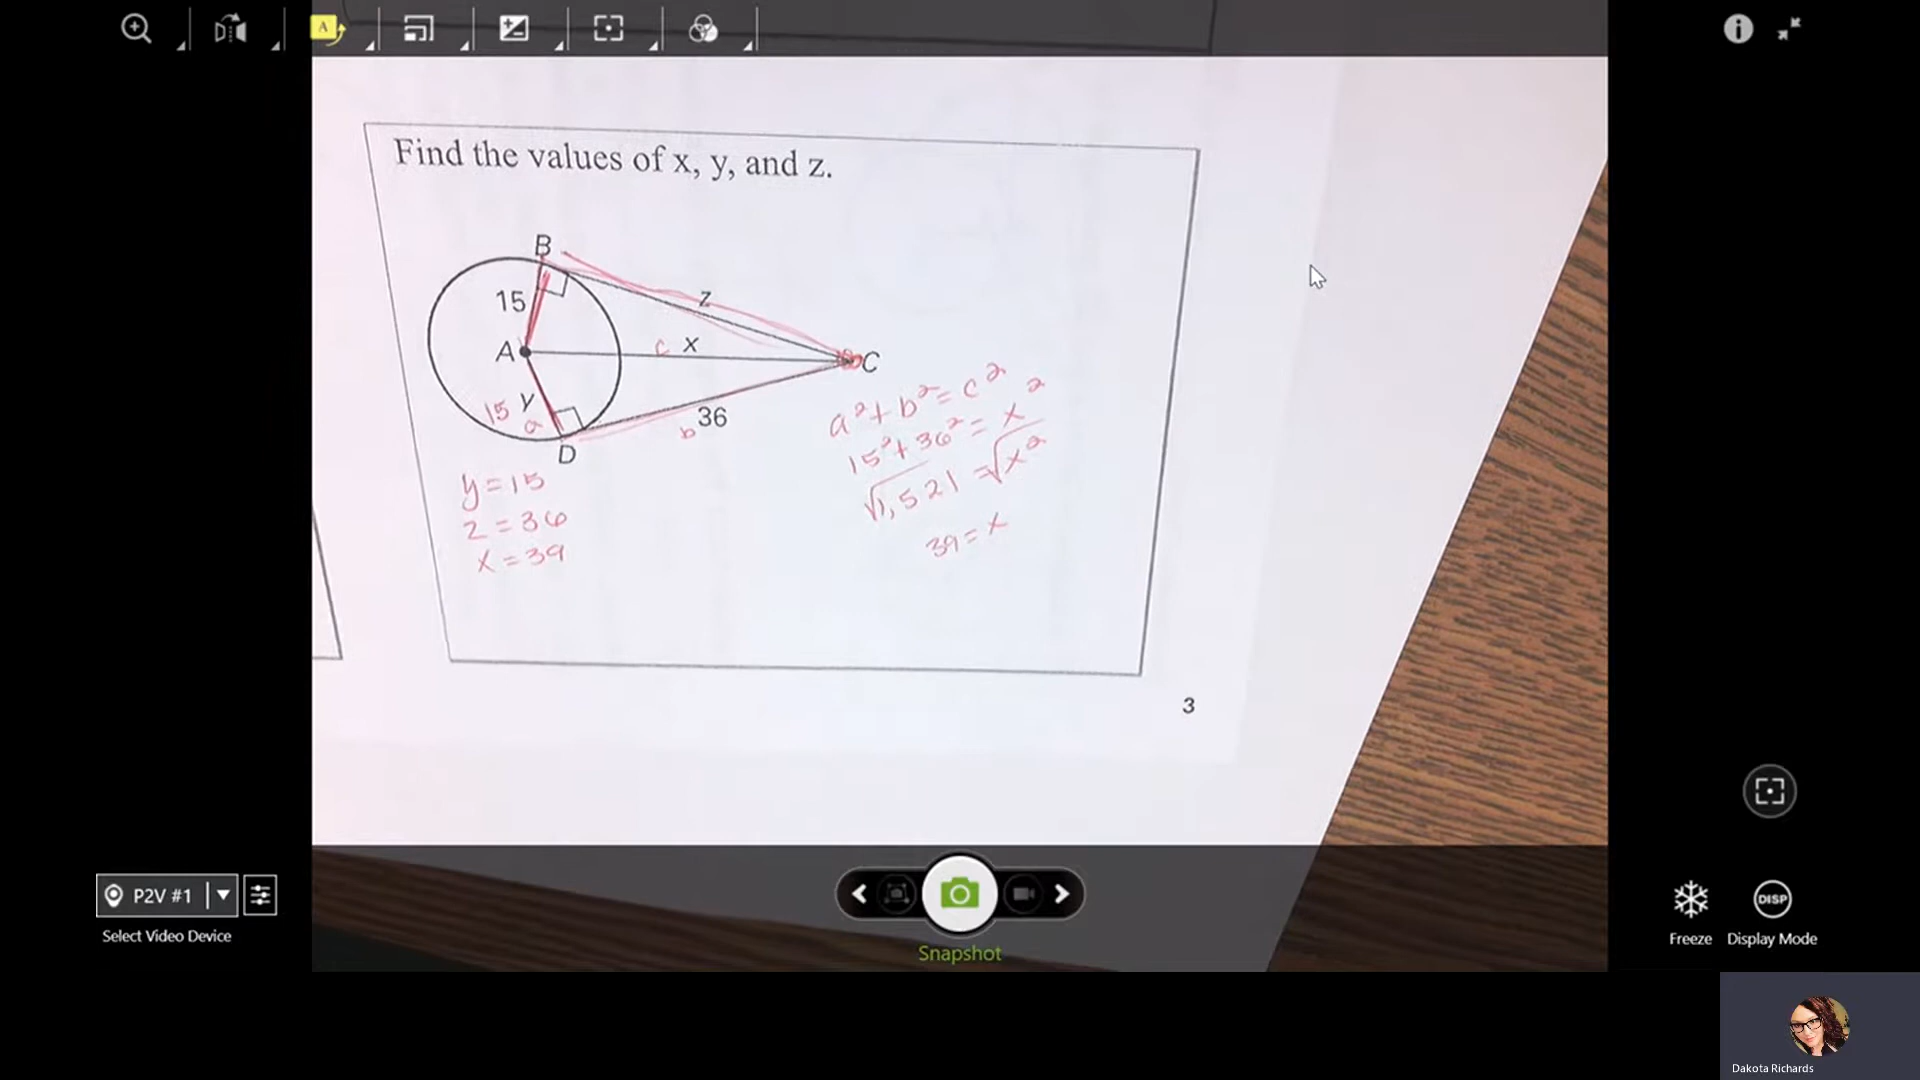 A
Find the values of x, y, and z.
B
15
z
A
c x
C
15 y
a
b 36
D
a² + b² = c²
15² + 36² = x²
√1,521 = √x²
39 = x
y = 15
z = 36
x = 39
3
P2V #1
Select Video Device
Snapshot
DISP
Freeze
Display Mode
Dakota Richards